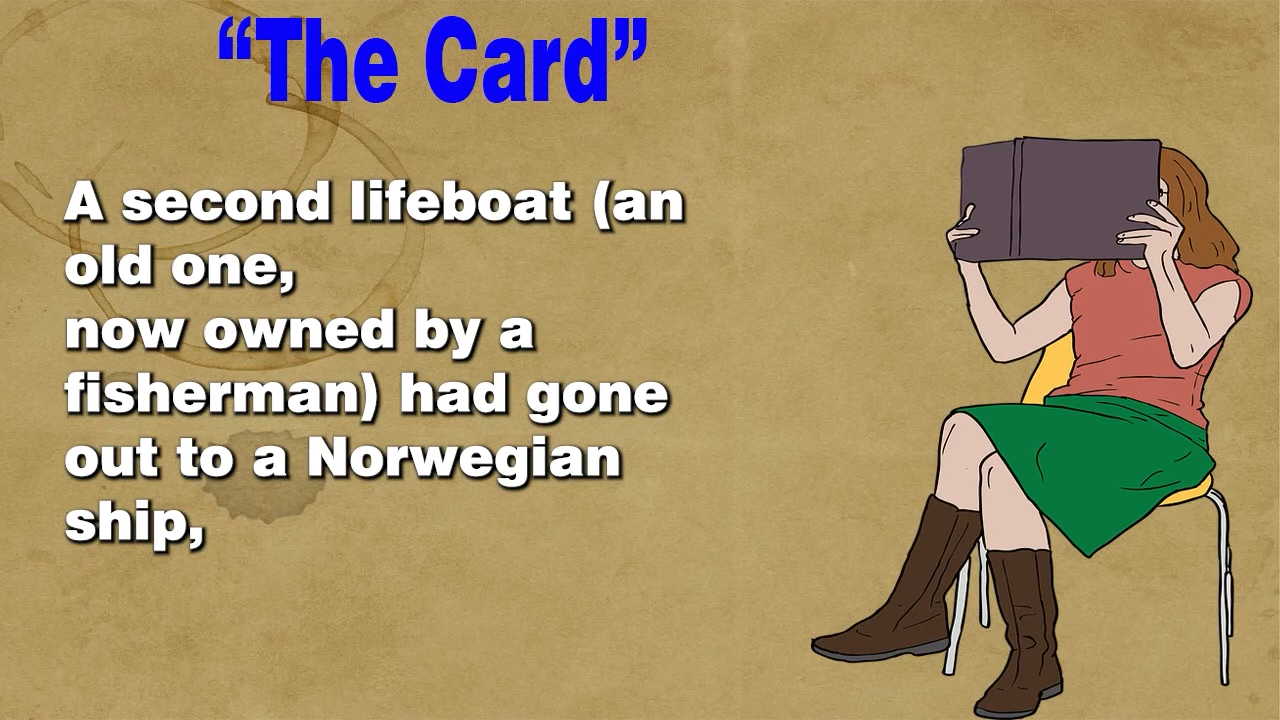 “The Card”
A second lifeboat (an
old one,
now owned by a
fisherman) had gone
out to a Norwegian
ship,